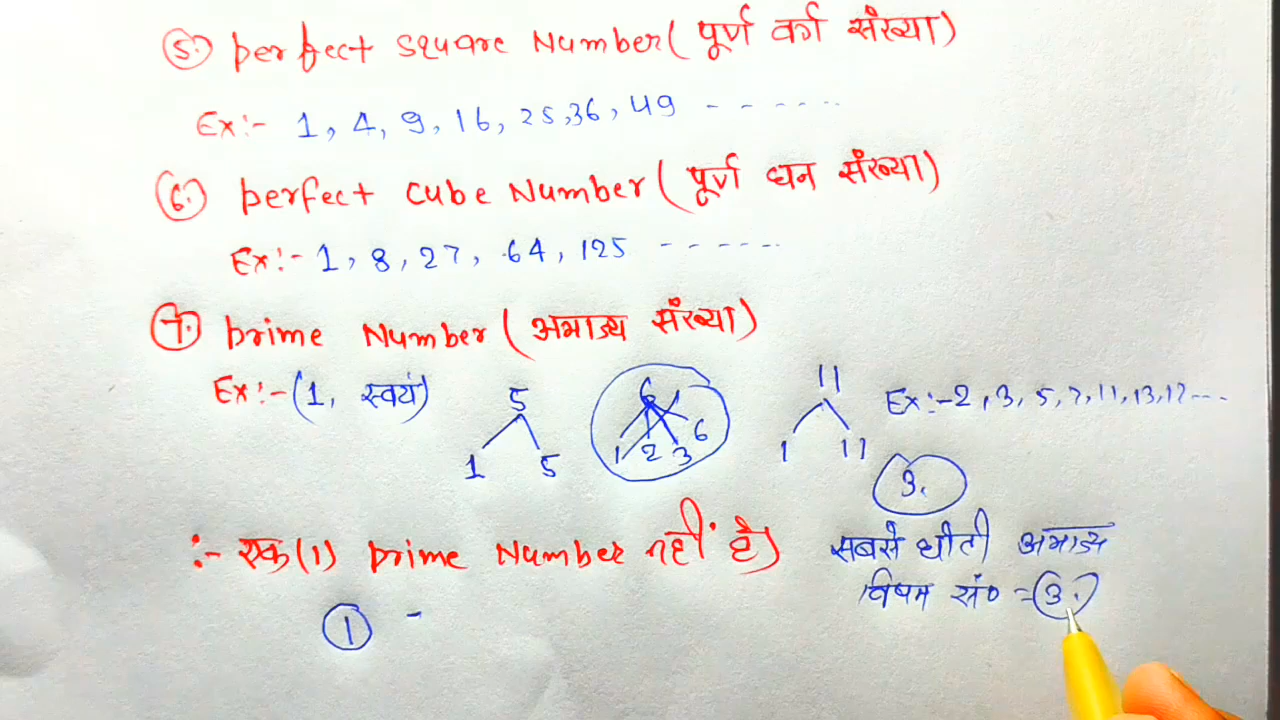 5. perfect square Number (पूर्ण वर्ग संख्या)
Ex:- 1, 4, 9, 16, 25, 36, 49 - - - - - -
6. perfect cube Number (पूर्ण घन संख्या)
Ex:- 1, 8, 27, 64, 125 - - - - - -
7. prime Number (अभाज्य संख्या)
Ex:- (1, स्वयं) 5 6 11 Ex:- 2, 3, 5, 7, 11, 13, 17 ...
1 5 1 2 3 6 1 11
3.
:- एक (1) prime Number नहीं है) सबसे छोटी अभाज्य
1 - विषम सं० = 3.